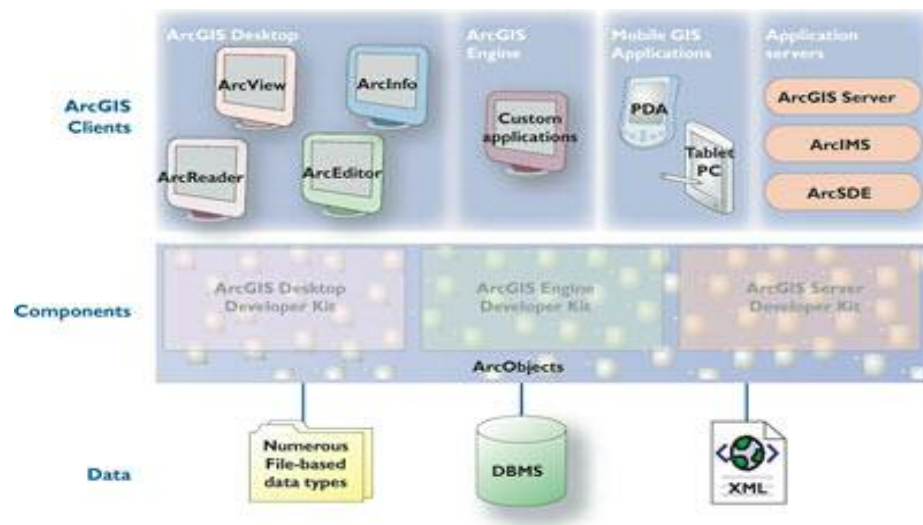 ArcGIS Desktop
ArcView
ArcInfo
ArcReader
ArcEditor
ArcGIS
Engine
Custom
applications
Mobile GIS
Applications
PDA
Tablet
PC
Application
servers
ArcGIS Server
ArcIMS
ArcSDE
ArcGIS
Clients
Components
ArcGIS Desktop
Developer Kit
ArcGIS Engine
Developer Kit
ArcGIS Server
Developer Kit
ArcObjects
Data
Numerous
File-based
data types
DBMS
XML